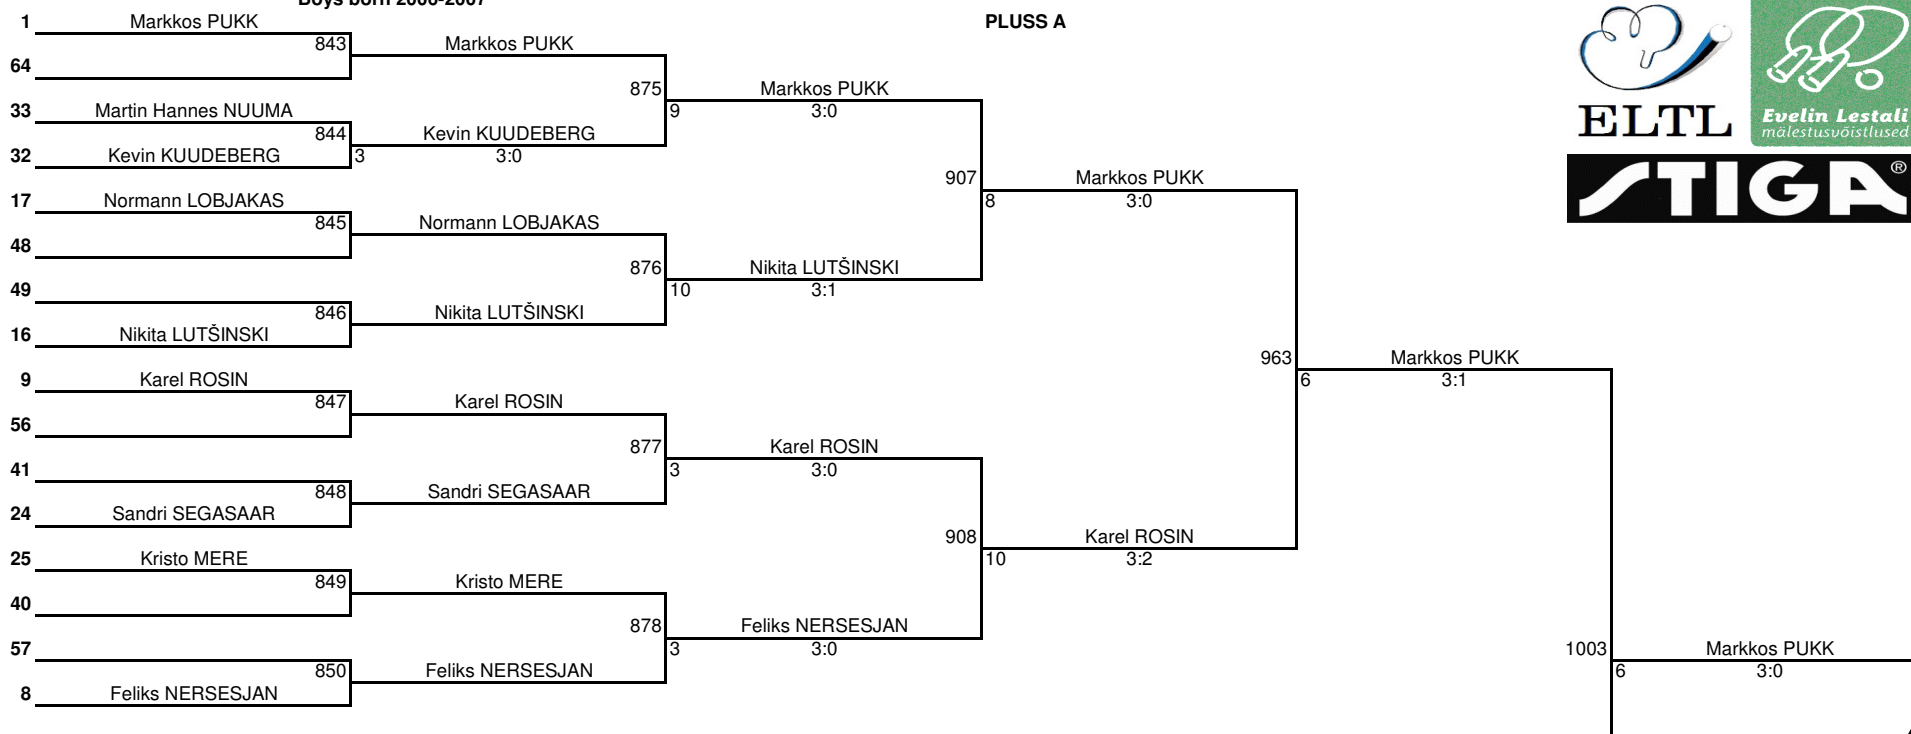 PLUSS A
1 Markkos PUKK
843 Markkos PUKK
64
875 Markkos PUKK
33 Martin Hannes NUUMA
9 3:0
844 Kevin KUUDEBERG
32 Kevin KUUDEBERG
3 3:0
907 Markkos PUKK
17 Normann LOBJAKAS
8 3:0
845 Normann LOBJAKAS
48
876 Nikita LUTŠINSKI
49
10 3:1
846 Nikita LUTŠINSKI
16 Nikita LUTŠINSKI
963 Markkos PUKK
9 Karel ROSIN
6 3:1
847 Karel ROSIN
56
877 Karel ROSIN
41
3 3:0
848 Sandri SEGASAAR
24 Sandri SEGASAAR
908 Karel ROSIN
25 Kristo MERE
10 3:2
849 Kristo MERE
40
878 Feliks NERSESJAN
57
3 3:0
1003 Markkos PUKK
850 Feliks NERSESJAN
6 3:0
8 Feliks NERSESJAN
ELTL
Evelin Lestali
mälestusvõistlused
STIGA®